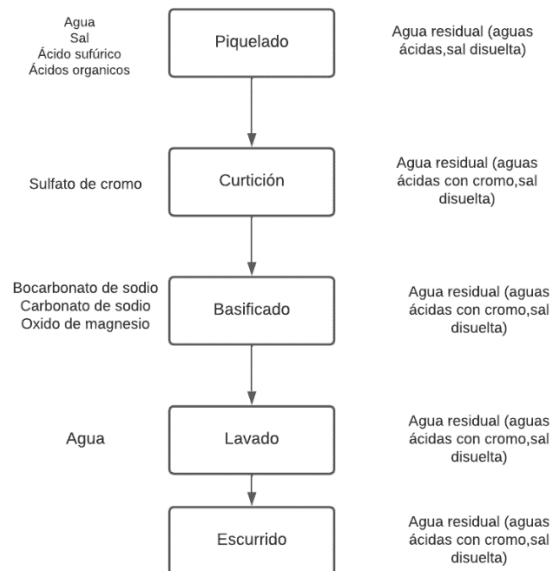 Agua
Sal
Ácido sufúrico
Ácidos organicos
Piquelado
Agua residual (aguas
ácidas,sal disuelta)
Sulfato de cromo
Curtición
Agua residual (aguas
ácidas con cromo,sal
disuelta)
Bocarbonato de sodio
Carbonato de sodio
Oxido de magnesio
Basificado
Agua residual (aguas
ácidas con cromo,sal
disuelta)
Agua
Lavado
Agua residual (aguas
ácidas con cromo,sal
disuelta)
Escurrido
Agua residual (aguas
ácidas con cromo,sal
disuelta)